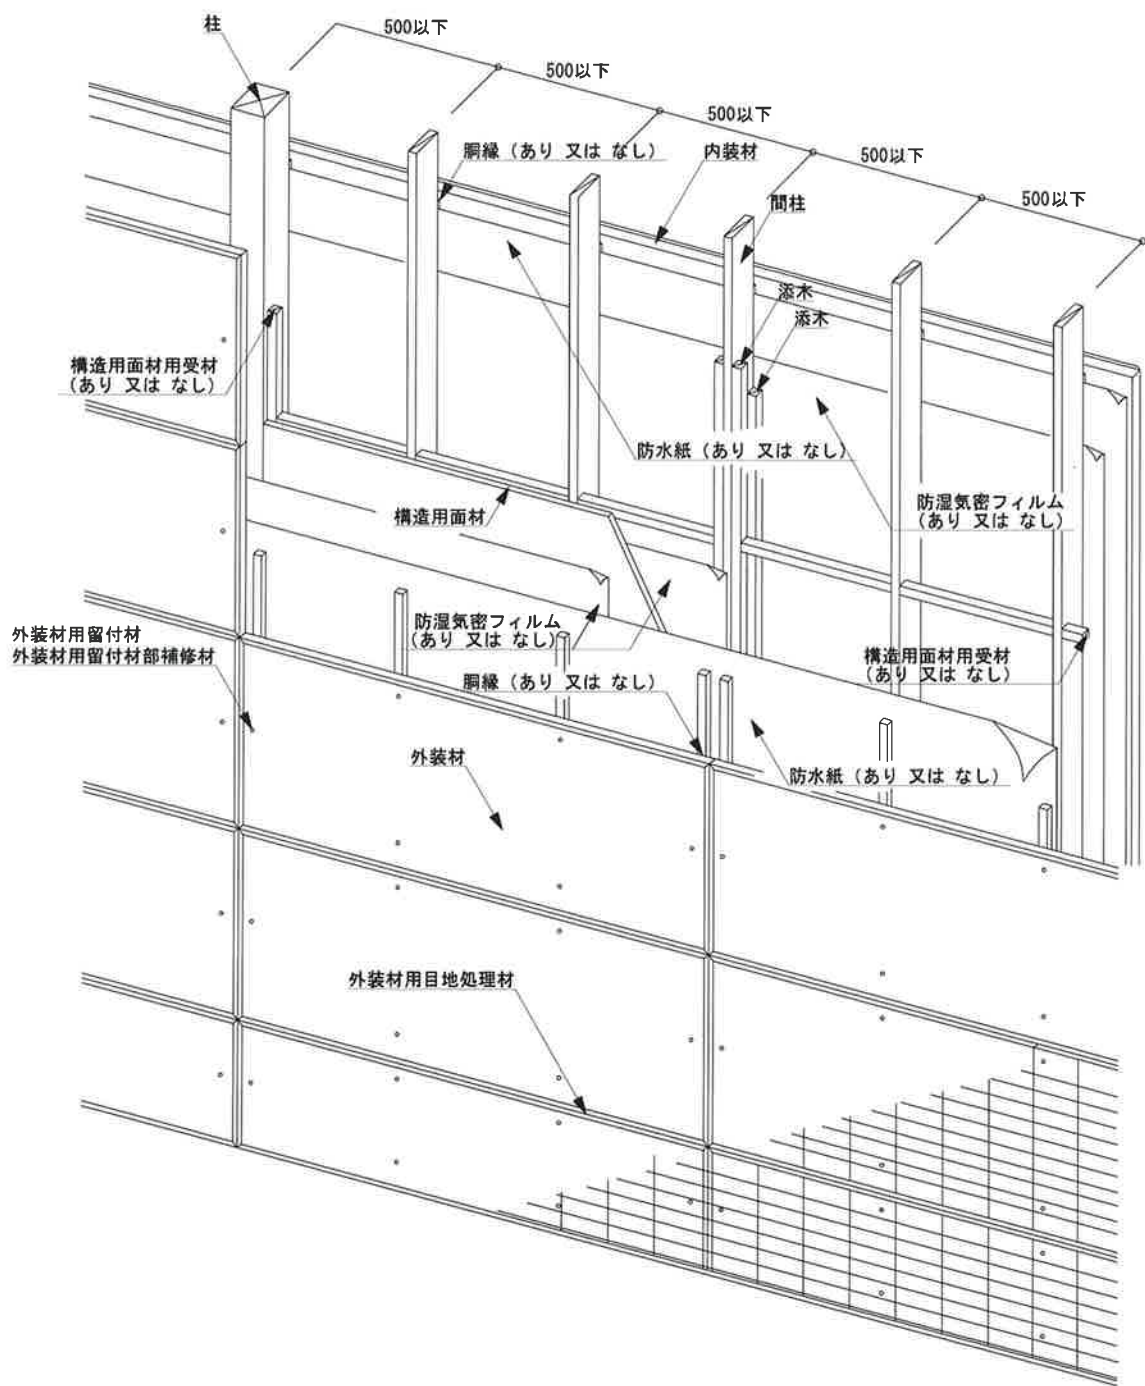 柱
500以下
500以下
500以下
500以下
500以下
胴縁（あり 又は なし）
内装材
間柱
添木
添木
構造用面材用受材
（あり 又は なし）
防水紙（あり 又は なし）
防湿気密フィルム
（あり 又は なし）
構造用面材
防湿気密フィルム
（あり 又は なし）
外装材用留付材
外装材用留付材部補修材
構造用面材用受材
（あり 又は なし）
胴縁（あり 又は なし）
外装材
防水紙（あり 又は なし）
外装材用目地処理材